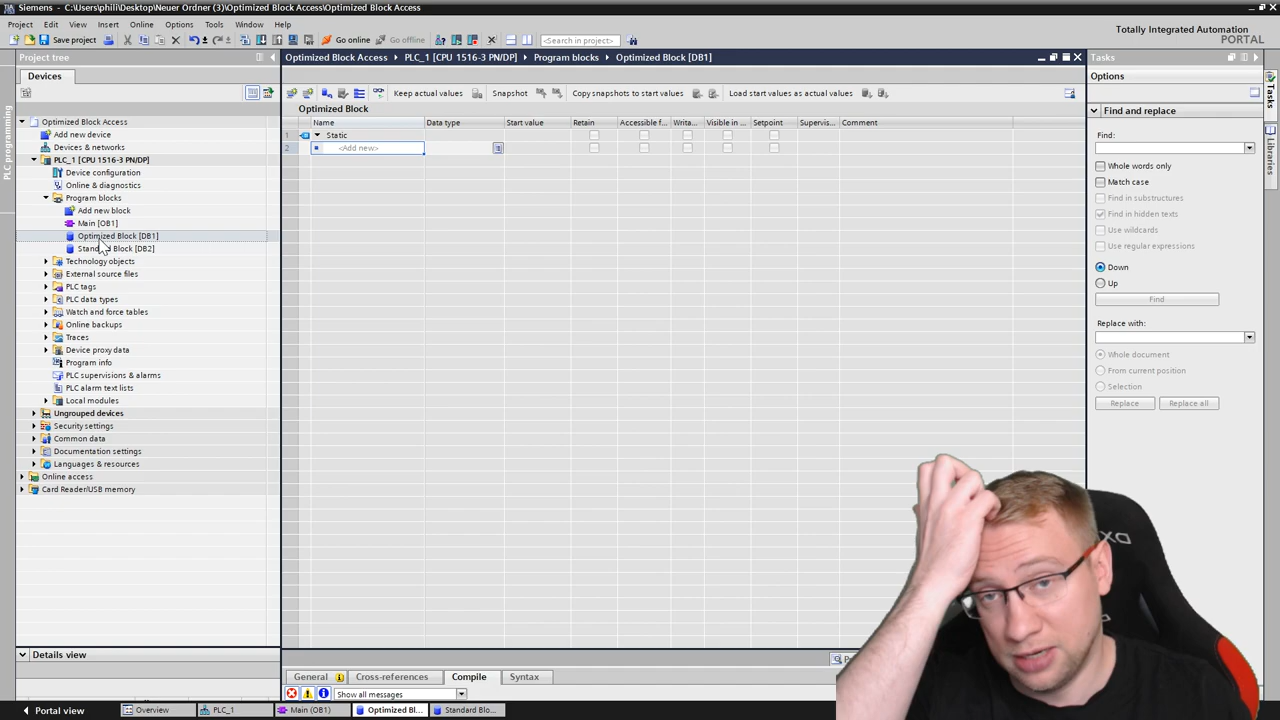 Siemens - C:\Users\phili\Desktop\Neuer Ordner (3)\Optimized Block Access\Optimized Block Access
Project Edit View Insert Online Options Tools Window Help
Totally Integrated Automation
PORTAL
Save project Go online Go offline <Search in project>
Project tree
Optimized Block Access PLC_1 [CPU 1516-3 PN/DP] Program blocks Optimized Block [DB1]
Tasks
Devices
Options
Keep actual values Snapshot Copy snapshots to start values Load start values as actual values
Optimized Block
Find and replace
Name Data type Start value Retain Accessible f... Writa... Visible in ... Setpoint Supervis... Comment
1 Static
2 <Add new>
Optimized Block Access
Add new device
Devices & networks
PLC_1 [CPU 1516-3 PN/DP]
Device configuration
Online & diagnostics
Program blocks
Add new block
Main [OB1]
Optimized Block [DB1]
Block [DB2]
Technology objects
External source files
PLC tags
PLC data types
Watch and force tables
Online backups
Traces
Device proxy data
Program info
PLC supervisions & alarms
PLC alarm text lists
Local modules
Ungrouped devices
Security settings
Common data
Documentation settings
Languages & resources
Online access
Card Reader/USB memory
Find:
Whole words only
Match case
Find in substructures
Find in hidden texts
Use wildcards
Use regular expressions
Down
Up
Find
Replace with:
Whole document
From current position
Selection
Replace Replace all
Tasks
Libraries
PLC programming
Details view
General Cross-references Compile Syntax
Show all messages
Portal view Overview PLC_1 Main (OB1) Optimized Bl... Standard Blo...
DX